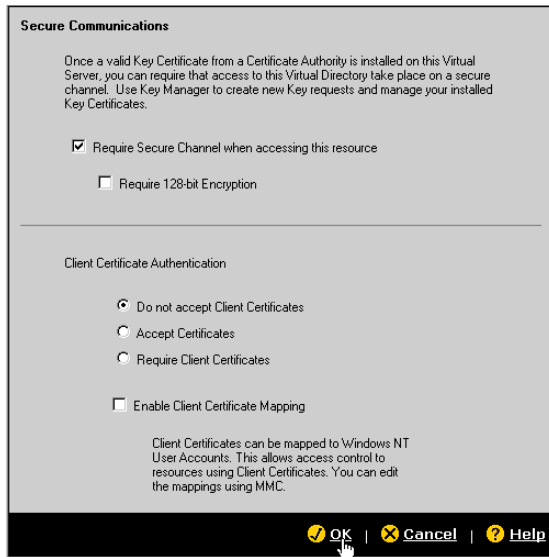 Secure Communications
Once a valid Key Certificate from a Certificate Authority is installed on this Virtual
Server, you can require that access to this Virtual Directory take place on a secure
channel. Use Key Manager to create new Key requests and manage your installed
Key Certificates.
Require Secure Channel when accessing this resource
Require 128-bit Encryption
Client Certificate Authentication
Do not accept Client Certificates
Accept Certificates
Require Client Certificates
Enable Client Certificate Mapping
Client Certificates can be mapped to Windows NT
User Accounts. This allows access control to
resources using Client Certificates. You can edit
the mappings using MMC.
OK | Cancel | ? Help